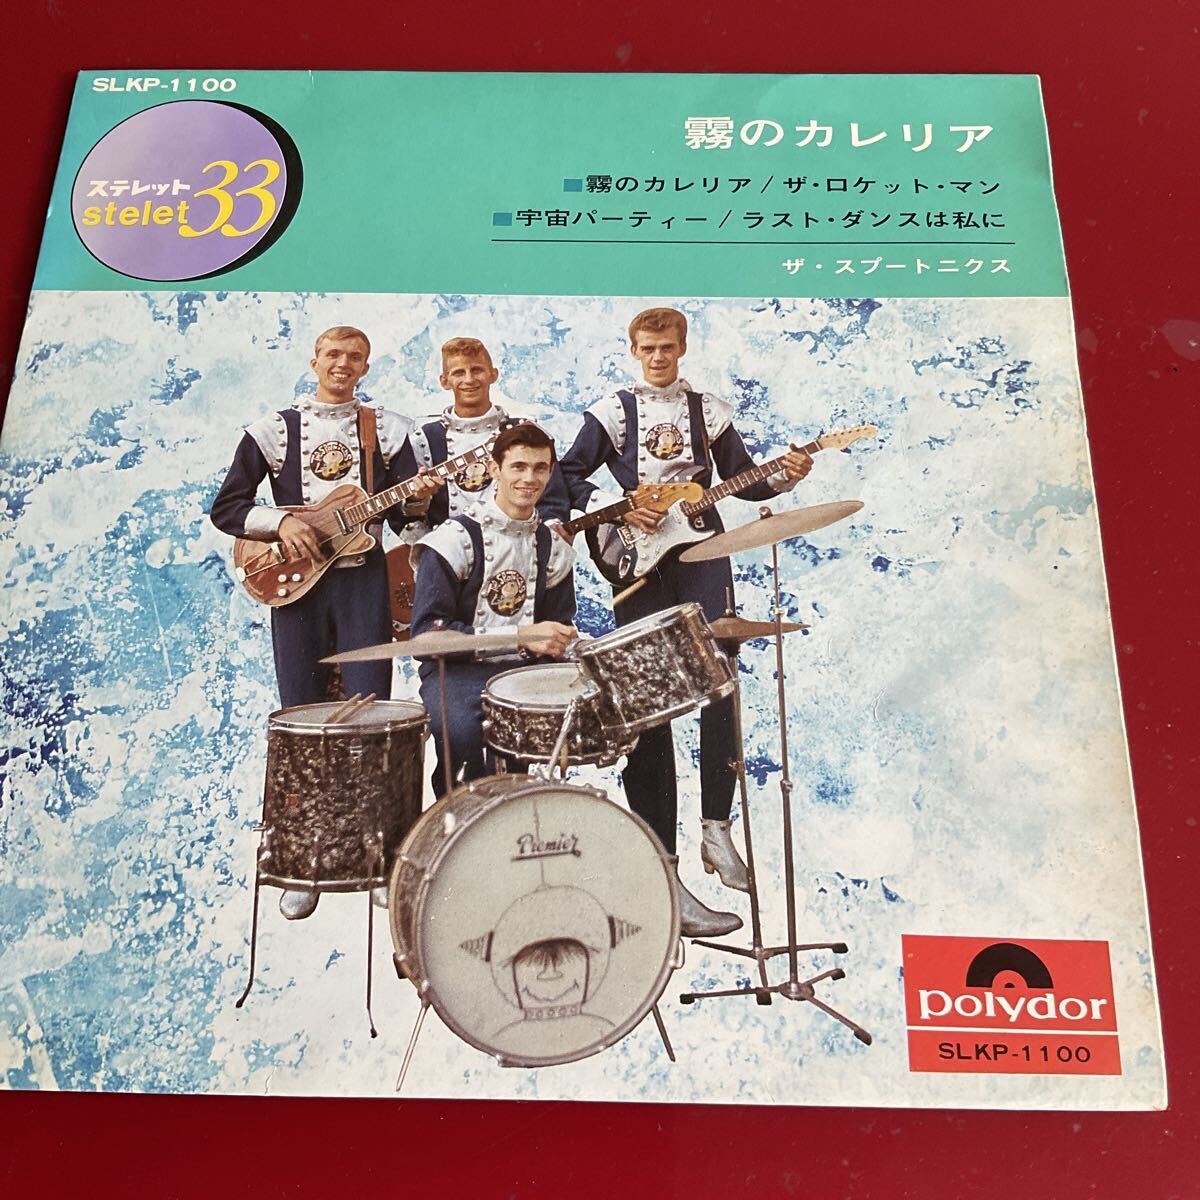 SLKP-1100
ステレット
stelet 33
霧のカレリア
■霧のカレリア/ザ・ロケット・マン
■宇宙パーティー/ラスト・ダンスは私に
ザ・スプートニクス
Premier
polydor
SLKP-1100